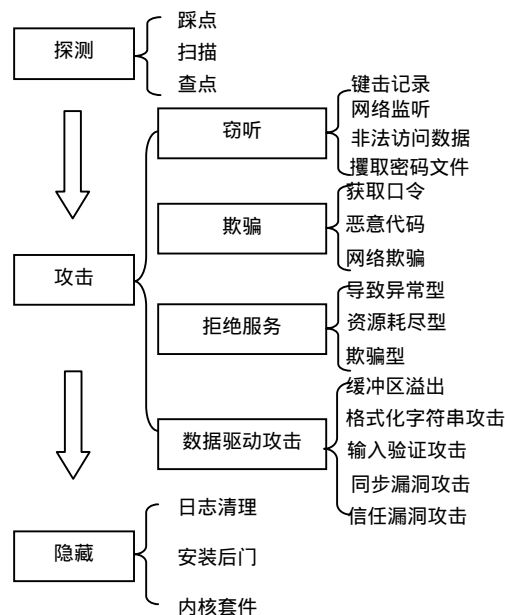 探测
踩点
扫描
查点
攻击
窃听
键击记录
网络监听
非法访问数据
攫取密码文件
欺骗
获取口令
恶意代码
网络欺骗
拒绝服务
导致异常型
资源耗尽型
欺骗型
数据驱动攻击
缓冲区溢出
格式化字符串攻击
输入验证攻击
同步漏洞攻击
信任漏洞攻击
隐藏
日志清理
安装后门
内核套件